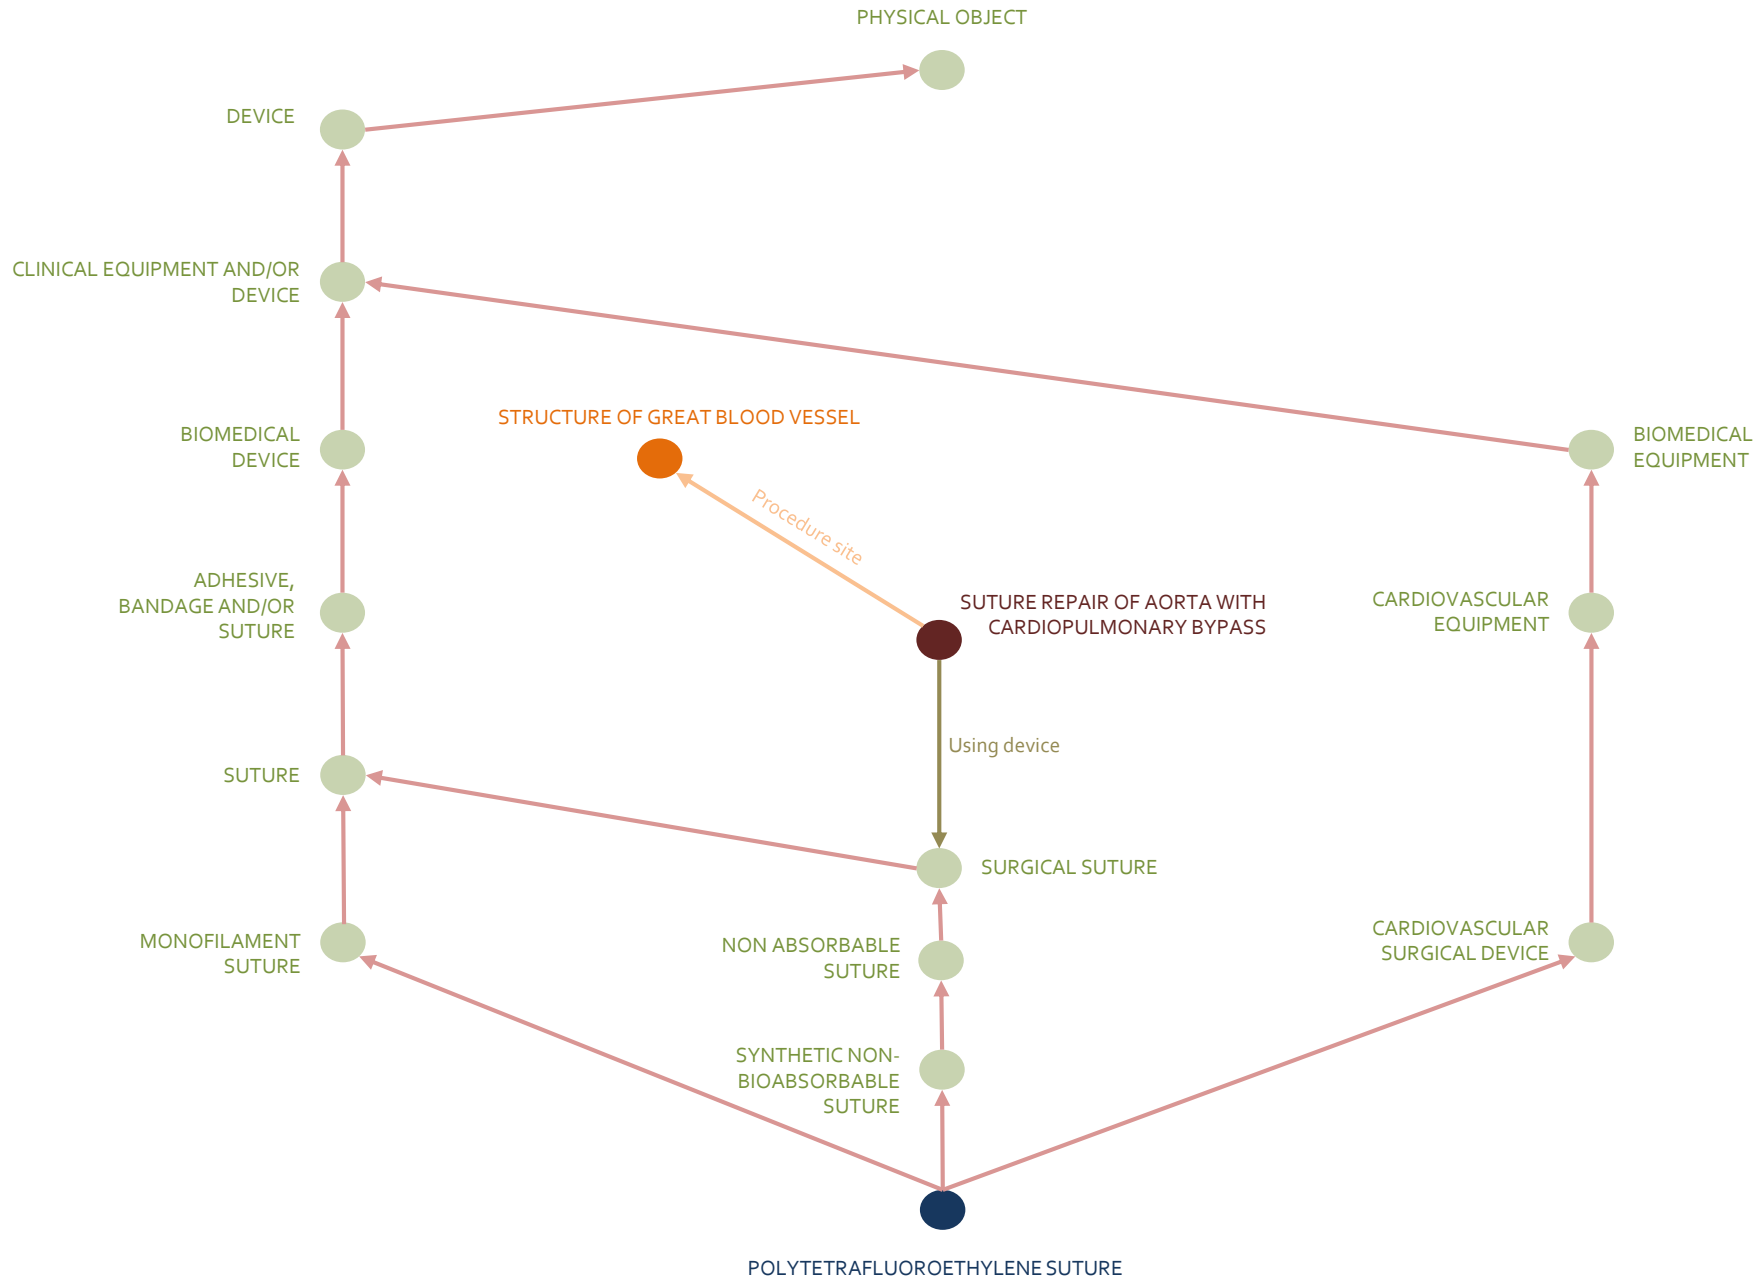 PHYSICAL OBJECT
DEVICE
CLINICAL EQUIPMENT AND/OR
DEVICE
STRUCTURE OF GREAT BLOOD VESSEL
BIOMEDICAL
DEVICE
BIOMEDICAL
EQUIPMENT
Procedure site
ADHESIVE,
BANDAGE AND/OR
SUTURE
SUTURE REPAIR OF AORTA WITH
CARDIOPULMONARY BYPASS
CARDIOVASCULAR
EQUIPMENT
Using device
SUTURE
SURGICAL SUTURE
MONOFILAMENT
SUTURE
NON ABSORBABLE
SUTURE
CARDIOVASCULAR
SURGICAL DEVICE
SYNTHETIC NON-
BIOABSORBABLE
SUTURE
POLYTETRAFLUOROETHYLENE SUTURE